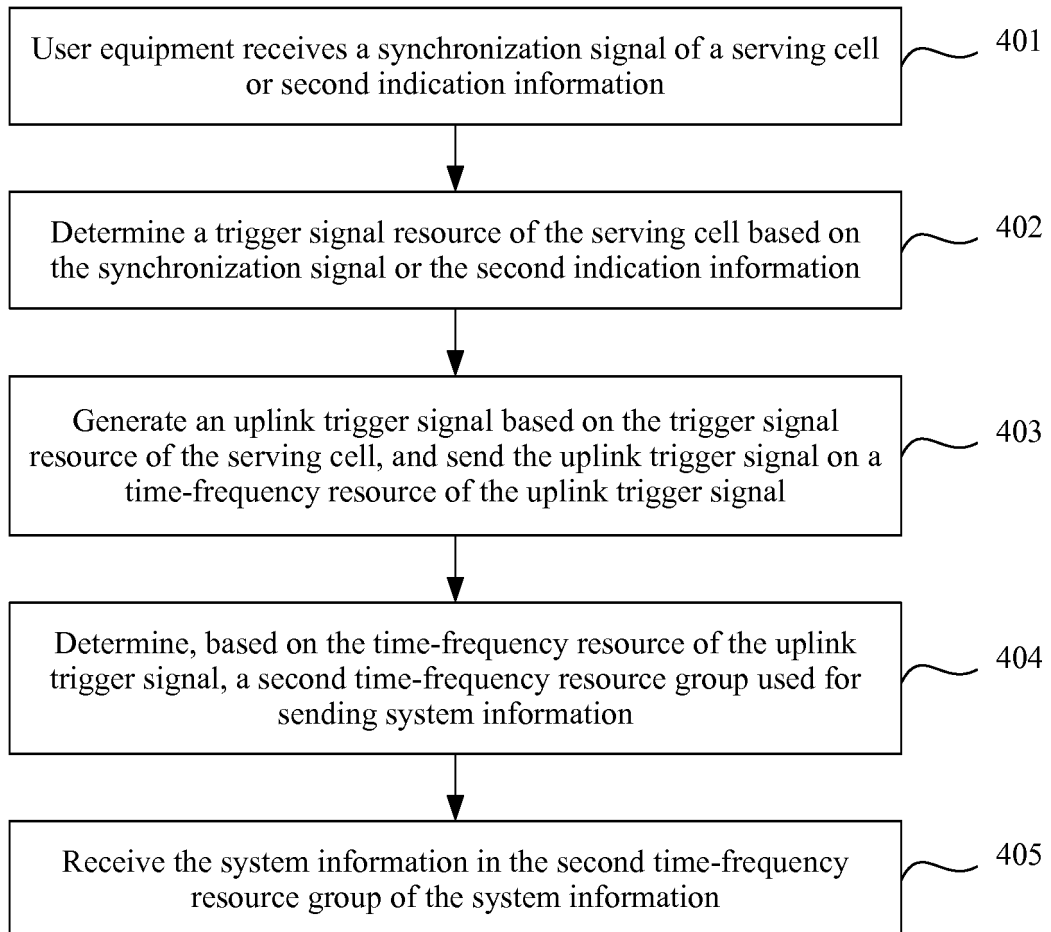 User equipment receives a synchronization signal of a serving cell
or second indication information
401
Determine a trigger signal resource of the serving cell based on
the synchronization signal or the second indication information
402
Generate an uplink trigger signal based on the trigger signal
resource of the serving cell, and send the uplink trigger signal on a
time-frequency resource of the uplink trigger signal
403
Determine, based on the time-frequency resource of the uplink
trigger signal, a second time-frequency resource group used for
sending system information
404
Receive the system information in the second time-frequency
resource group of the system information
405